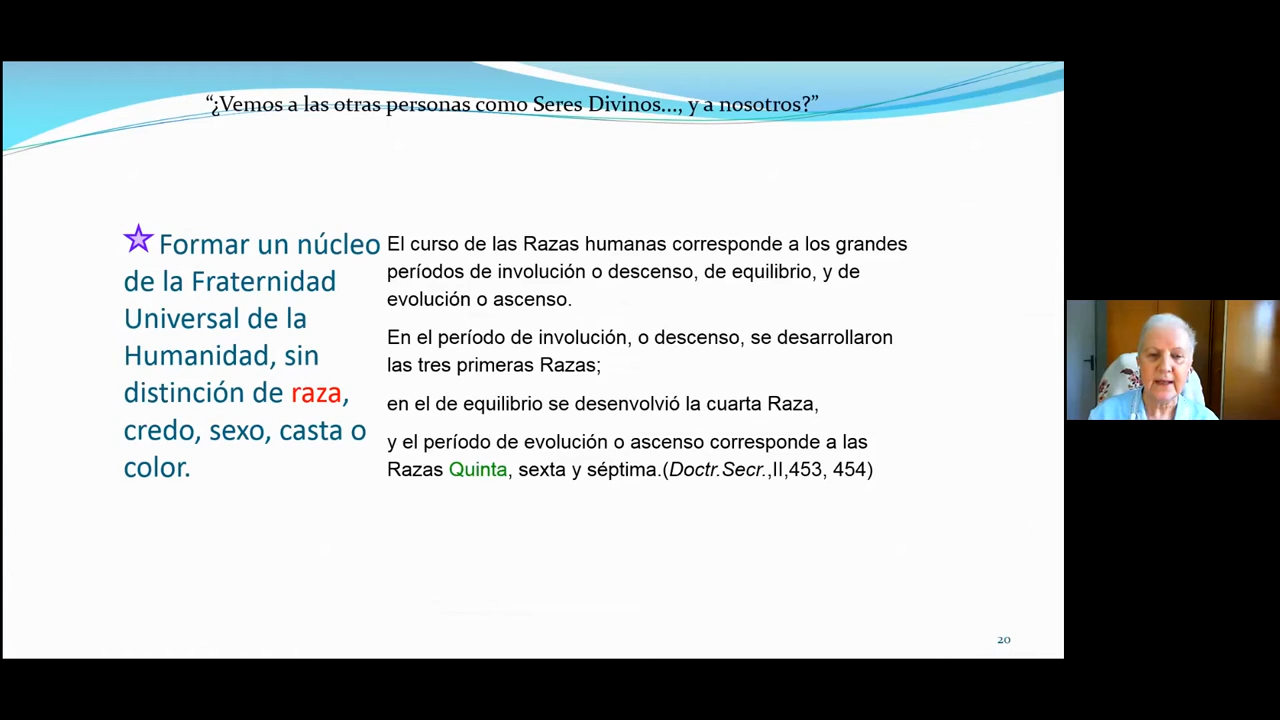 “¿Vemos a las otras personas como Seres Divinos..., y a nosotros?”
Formar un núcleo
de la Fraternidad
Universal de la
Humanidad, sin
distinción de raza,
credo, sexo, casta o
color.
El curso de las Razas humanas corresponde a los grandes
períodos de involución o descenso, de equilibrio, y de
evolución o ascenso.
En el período de involución, o descenso, se desarrollaron
las tres primeras Razas;
en el de equilibrio se desenvolvió la cuarta Raza,
y el período de evolución o ascenso corresponde a las
Razas Quinta, sexta y séptima.(Doctr.Secr.,II,453, 454)
20